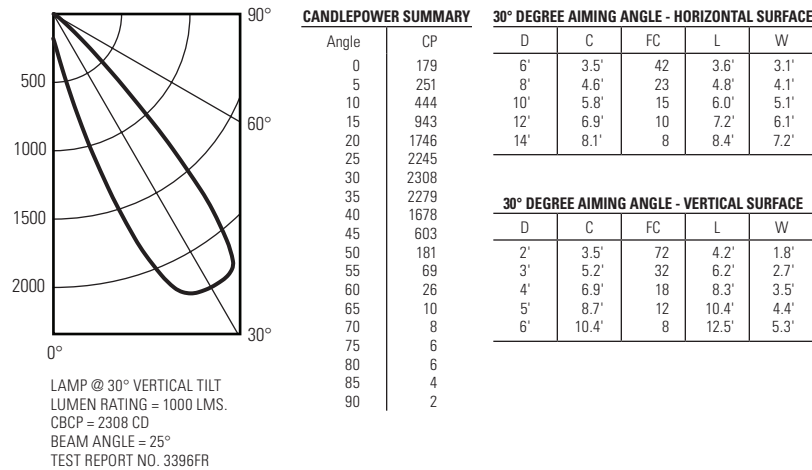 90°
500
60°
1000
1500
2000
30°
0°
LAMP @ 30° VERTICAL TILT
LUMEN RATING = 1000 LMS.
CBCP = 2308 CD
BEAM ANGLE = 25°
TEST REPORT NO. 3396FR
CANDLEPOWER SUMMARY
Angle CP
0 179
5 251
10 444
15 943
20 1746
25 2245
30 2308
35 2279
40 1678
45 603
50 181
55 69
60 26
65 10
70 8
75 6
80 6
85 4
90 2
30° DEGREE AIMING ANGLE - HORIZONTAL SURFACE
D C FC L W
6' 3.5' 42 3.6' 3.1'
8' 4.6' 23 4.8' 4.1'
10' 5.8' 15 6.0' 5.1'
12' 6.9' 10 7.2' 6.1'
14' 8.1' 8 8.4' 7.2'
30° DEGREE AIMING ANGLE - VERTICAL SURFACE
D C FC L W
2' 3.5' 72 4.2' 1.8'
3' 5.2' 32 6.2' 2.7'
4' 6.9' 18 8.3' 3.5'
5' 8.7' 12 10.4' 4.4'
6' 10.4' 8 12.5' 5.3'